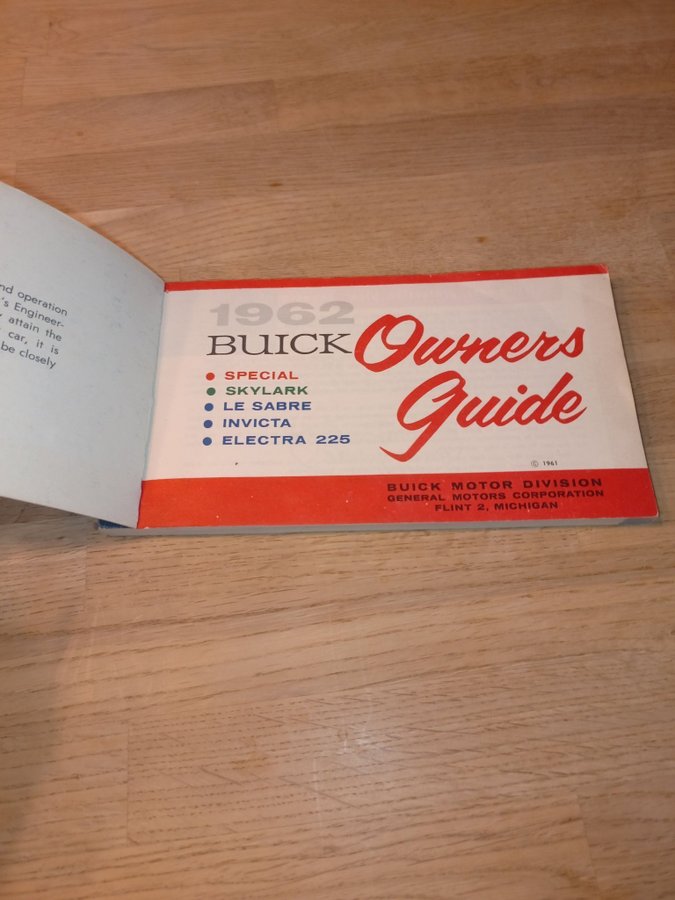 nd operation
's Engineer-
attain the
car, it is
be closely
1962
BUICK Owners
Guide
• SPECIAL
• SKYLARK
• LE SABRE
• INVICTA
• ELECTRA 225
© 1961
BUICK MOTOR DIVISION
GENERAL MOTORS CORPORATION
FLINT 2, MICHIGAN